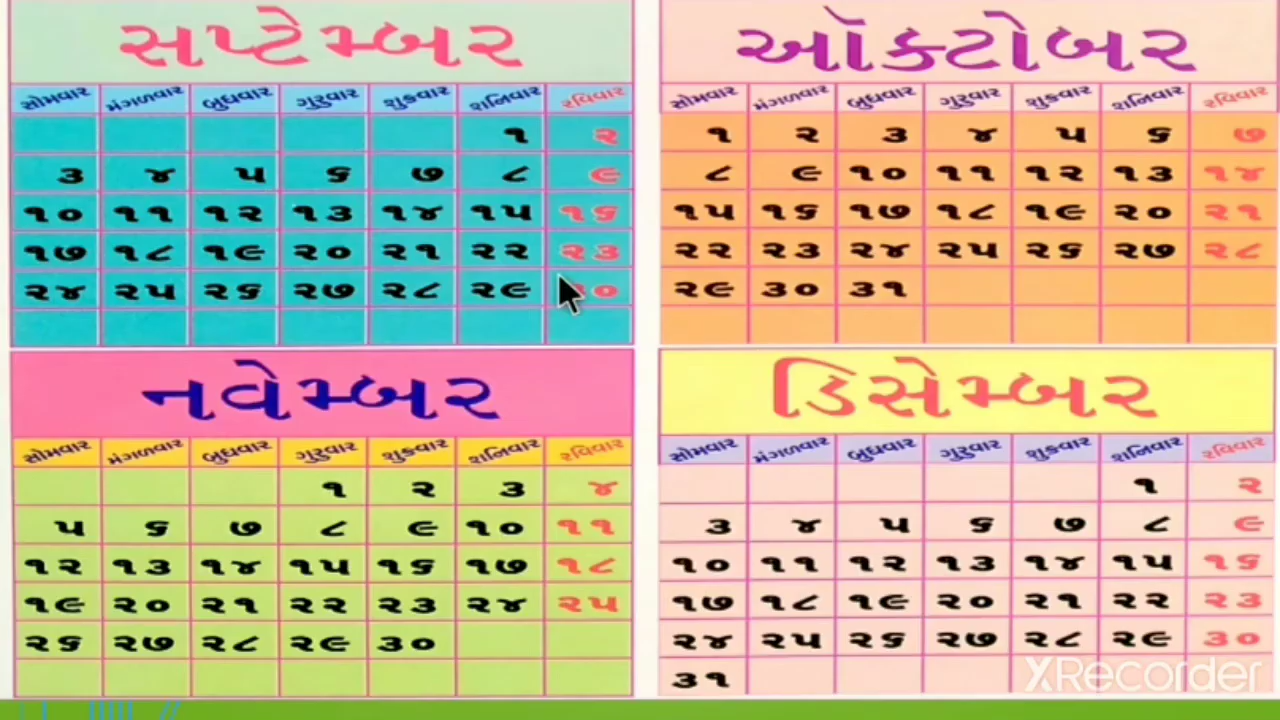 સપ્ટેમ્બર
સોમવાર મંગળવાર બુધવાર ગુરુવાર શુક્રવાર શનિવાર રવિવાર
૧ ૨
૩ ૪ ૫ ૬ ૭ ૮ ૯
૧૦ ૧૧ ૧૨ ૧૩ ૧૪ ૧૫ ૧૬
૧૭ ૧૮ ૧૯ ૨૦ ૨૧ ૨૨ ૨૩
૨૪ ૨૫ ૨૬ ૨૭ ૨૮ ૨૯
ઑક્ટોબર
સોમવાર મંગળવાર બુધવાર ગુરુવાર શુક્રવાર શનિવાર રવિવાર
૧ ૨ ૩ ૪ ૫ ૬ ૭
૮ ૯ ૧૦ ૧૧ ૧૨ ૧૩ ૧૪
૧૫ ૧૬ ૧૭ ૧૮ ૧૯ ૨૦ ૨૧
૨૨ ૨૩ ૨૪ ૨૫ ૨૬ ૨૭ ૨૮
૨૯ ૩૦ ૩૧
નવેમ્બર
સોમવાર મંગળવાર બુધવાર ગુરુવાર શુક્રવાર શનિવાર રવિવાર
૧ ૨ ૩ ૪
૫ ૬ ૭ ૮ ૯ ૧૦ ૧૧
૧૨ ૧૩ ૧૪ ૧૫ ૧૬ ૧૭ ૧૮
૧૯ ૨૦ ૨૧ ૨૨ ૨૩ ૨૪ ૨૫
૨૬ ૨૭ ૨૮ ૨૯ ૩૦
ડિસેમ્બર
સોમવાર મંગળવાર બુધવાર ગુરુવાર શુક્રવાર શનિવાર રવિવાર
૧ ૨
૩ ૪ ૫ ૬ ૭ ૮ ૯
૧૦ ૧૧ ૧૨ ૧૩ ૧૪ ૧૫ ૧૬
૧૭ ૧૮ ૧૯ ૨૦ ૨૧ ૨૨ ૨૩
૨૪ ૨૫ ૨૬ ૨૭ ૨૮ ૨૯ ૩૦
૩૧
XRecorder